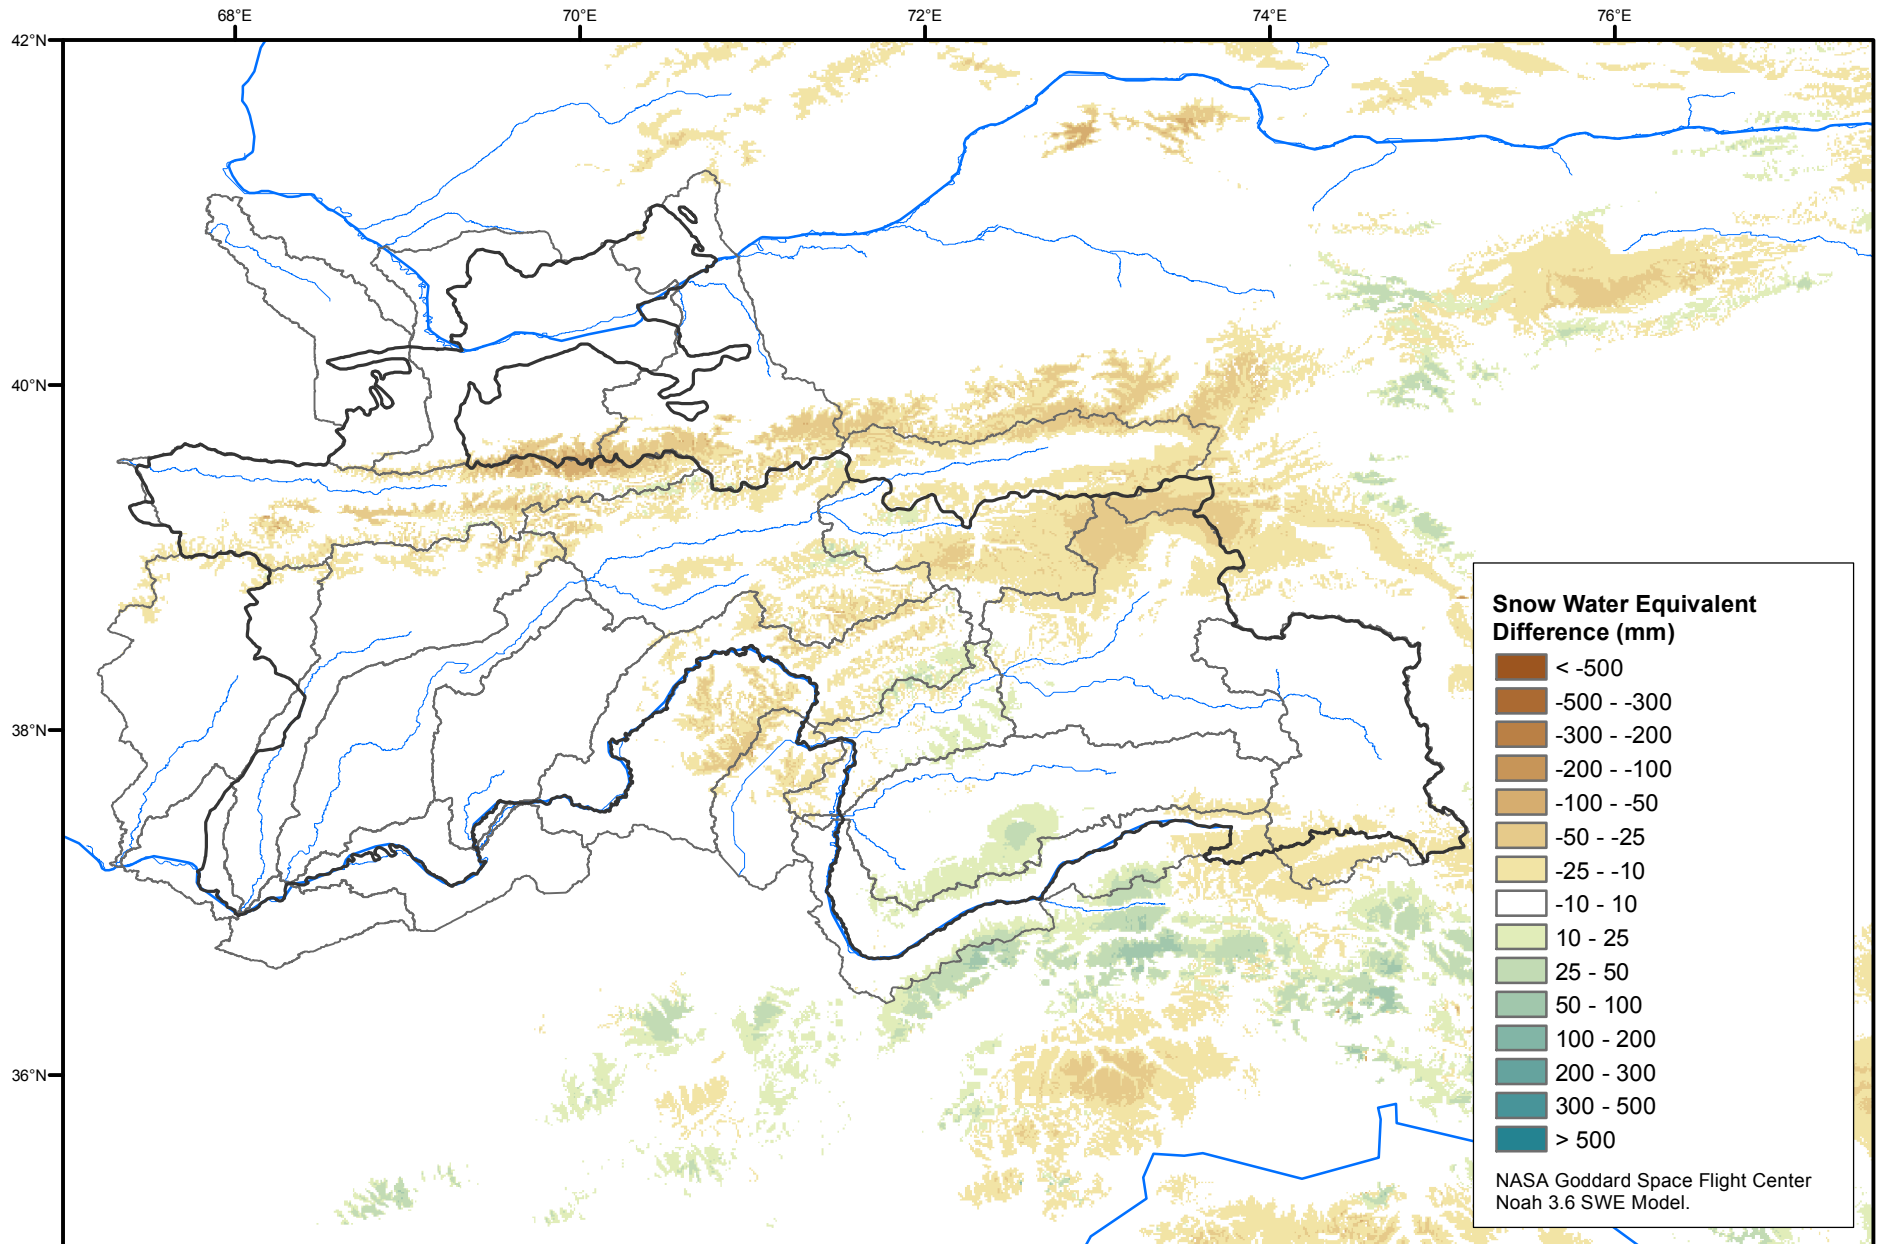 68°E
70°E
72°E
74°E
76°E
42°N
40°N
38°N
36°N
Snow Water Equivalent
Difference (mm)
< -500
-500 - -300
-300 - -200
-200 - -100
-100 - -50
-50 - -25
-25 - -10
-10 - 10
10 - 25
25 - 50
50 - 100
100 - 200
200 - 300
300 - 500
> 500
NASA Goddard Space Flight Center
Noah 3.6 SWE Model.